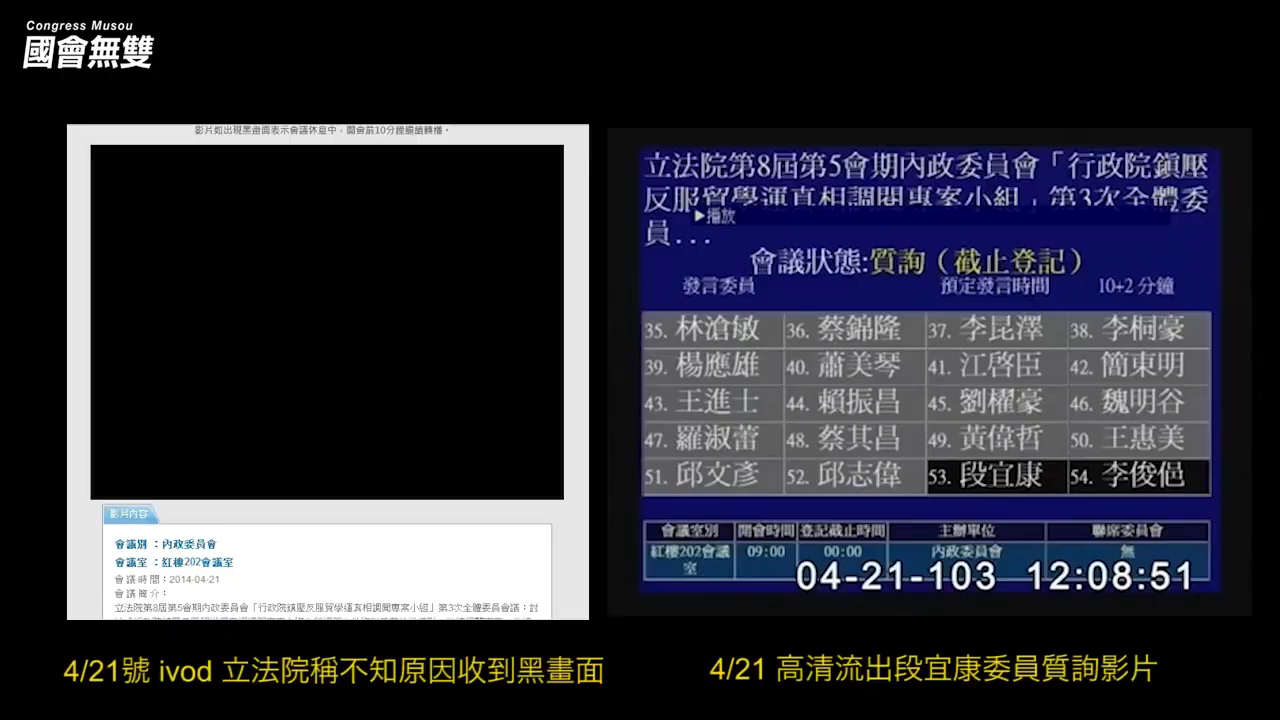 Congress Musou
國會無雙
影片如出現黑畫面表示會議休息中，開會前10分鐘繼續轉播。
影片內容
會議別 ：內政委員會
會議室 ：紅樓202會議室
會議時間：2014-04-21
會議簡介：
立法院第8屆第5會期內政委員會「行政院鎮壓反服貿學運真相調閱專案小組」第3次全體委員會議：討
立法院第8屆第5會期內政委員會「行政院鎮壓
反服貿學運真相調閱專案小組」第3次全體委
員...
▶播放
會議狀態:質詢（截止登記）
發言委員 預定發言時間 10+2 分鐘
35. 林滄敏 36. 蔡錦隆 37. 李昆澤 38. 李桐豪
39. 楊應雄 40. 蕭美琴 41. 江啓臣 42. 簡東明
43. 王進士 44. 賴振昌 45. 劉櫂豪 46. 魏明谷
47. 羅淑蕾 48. 蔡其昌 49. 黃偉哲 50. 王惠美
51. 邱文彥 52. 邱志偉 53. 段宜康 54. 李俊俋
會議室別 開會時間 登記截止時間 主辦單位 聯席委員會
紅樓202會議室 09:00 00:00 內政委員會 無
04-21-103 12:08:51
4/21號 ivod 立法院稱不知原因收到黑畫面
4/21 高清流出段宜康委員質詢影片